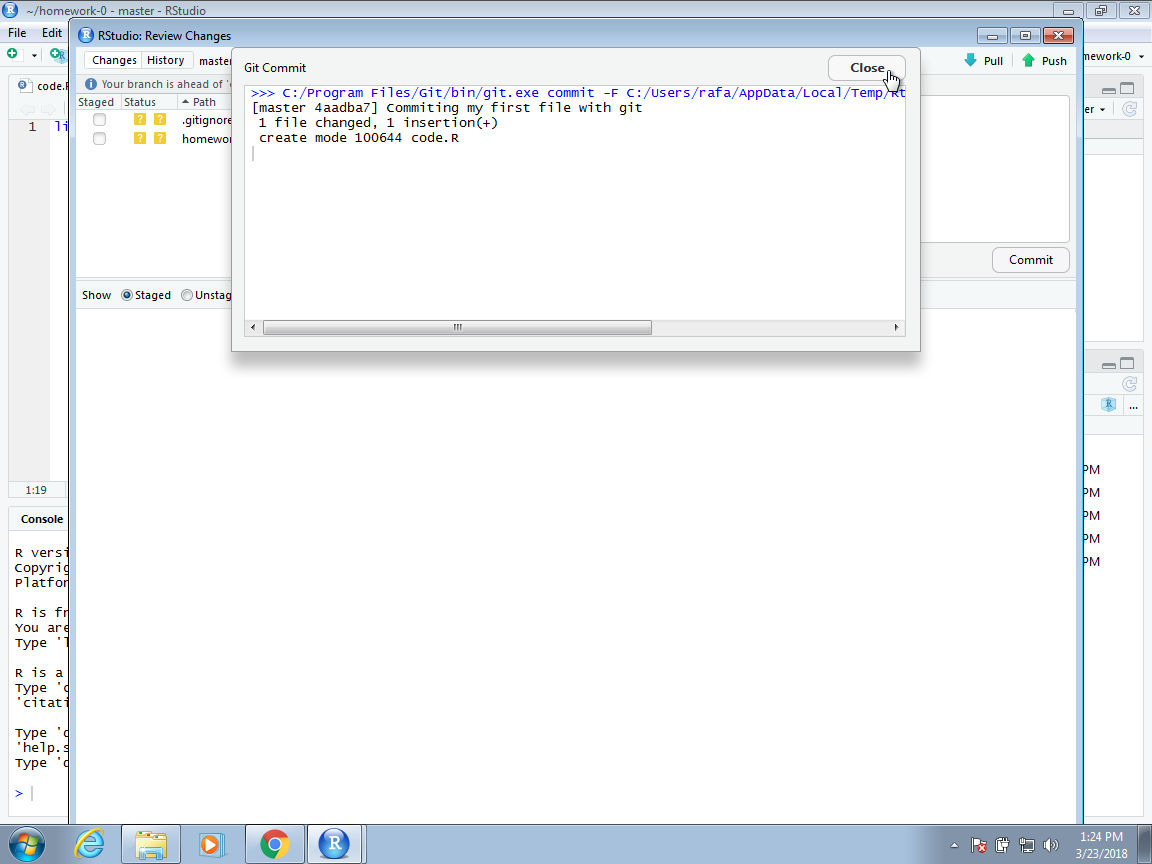 ~/homework-0 - master - RStudio
File Edit
RStudio: Review Changes
Changes History master
Pull Push
mework-0
Git Commit
Close
code.R
Your branch is ahead of '
Staged Status Path
.gitignore
homewor
>>> C:/Program Files/Git/bin/git.exe commit -F C:/Users/rafa/AppData/Local/Temp/Rt
[master 4aadba7] Commiting my first file with git
1 file changed, 1 insertion(+)
create mode 100644 code.R
er
1 li
Commit
Show Staged Unstag
...
1:19
PM
PM
PM
PM
PM
Console
R versi
Copyrig
Platfor
R is fr
You are
Type 'l
R is a
Type 'c
'citati
Type 'd
'help.s
Type 'q
>
1:24 PM
3/23/2018